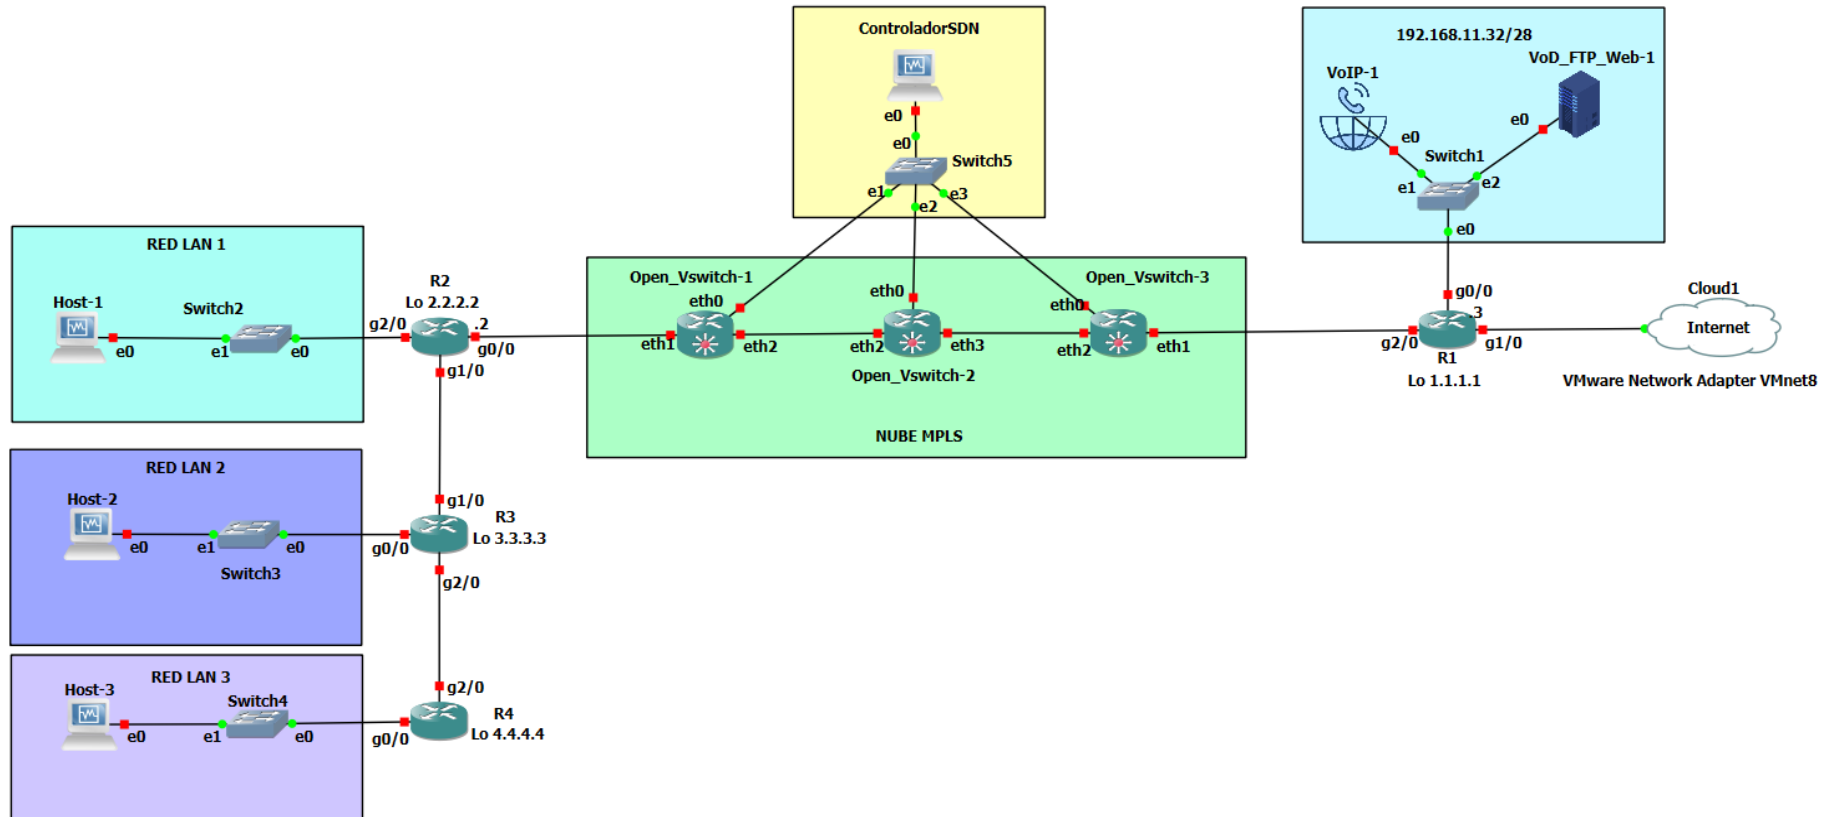 ControladorSDN
e0
e0
Switch5
e1
e2
e3
192.168.11.32/28
VoIP-1
VoD_FTP_Web-1
e0
e0
Switch1
e1
e2
e0
RED LAN 1
Host-1
Switch2
e0
e1
e0
R2
Lo 2.2.2.2
g2/0
.2
g0/0
g1/0
Open_Vswitch-1
Open_Vswitch-3
eth0
eth0
eth0
eth1
eth2
eth2
eth3
eth2
eth1
Open_Vswitch-2
NUBE MPLS
g0/0
.3
g2/0
g1/0
R1
Lo 1.1.1.1
Cloud1
Internet
VMware Network Adapter VMnet8
RED LAN 2
Host-2
e0
e1
e0
Switch3
g1/0
R3
Lo 3.3.3.3
g0/0
g2/0
RED LAN 3
Host-3
Switch4
e0
e1
e0
g2/0
R4
Lo 4.4.4.4
g0/0